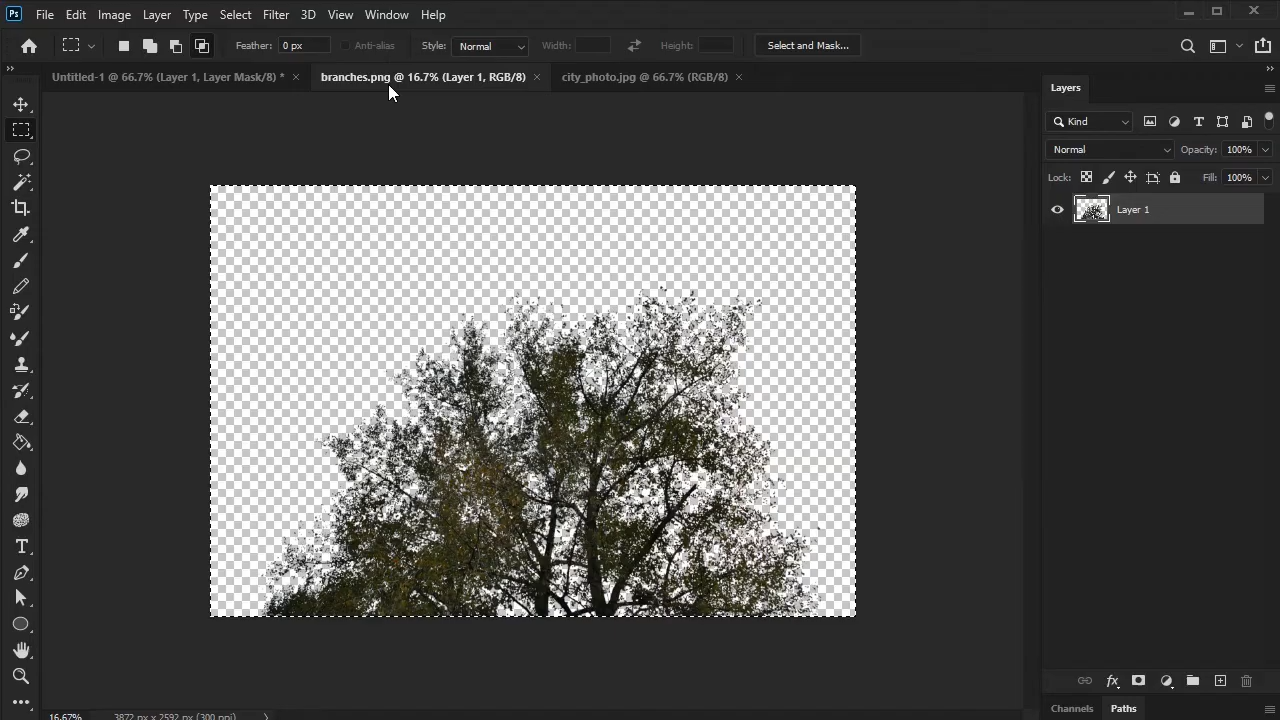 Ps File Edit Image Layer Type Select Filter 3D View Window Help
Feather: 0 px Anti-alias Style: Normal Width: Height: Select and Mask...
Untitled-1 @ 66.7% (Layer 1, Layer Mask/8) * branches.png @ 16.7% (Layer 1, RGB/8) city_photo.jpg @ 66.7% (RGB/8)
Layers
Kind
Normal Opacity: 100%
Lock: Fill: 100%
Layer 1
Channels Paths
16.67% 3872 px x 2592 px (300 ppi)